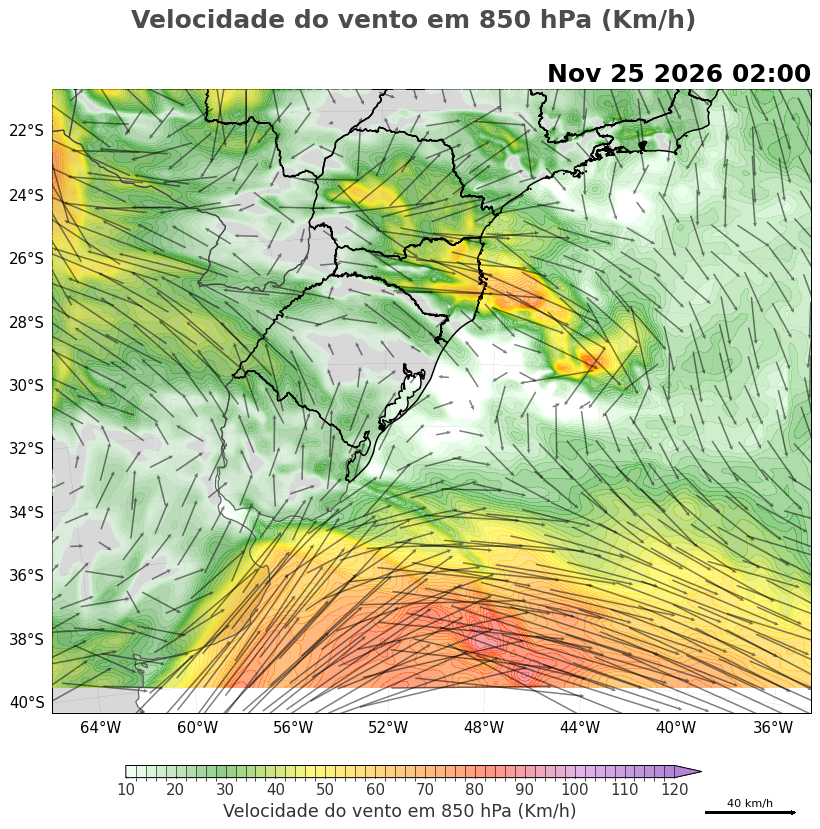 Velocidade do vento em 850 hPa (Km/h)
Nov 25 2026 02:00
22°S
24°S
26°S
28°S
30°S
32°S
34°S
36°S
38°S
40°S
64°W 60°W 56°W 52°W 48°W 44°W 40°W 36°W
10 20 30 40 50 60 70 80 90 100 110 120
Velocidade do vento em 850 hPa (Km/h)
40 km/h